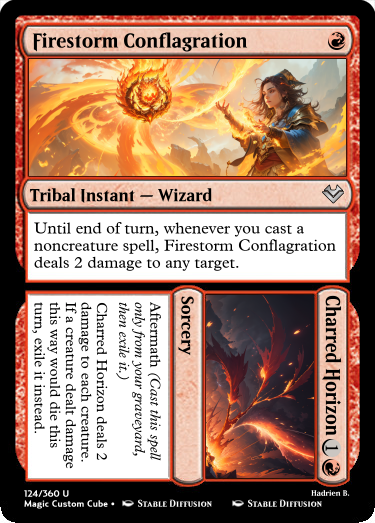 Firestorm Conflagration
Tribal Instant — Wizard
Until end of turn, whenever you cast a
noncreature spell, Firestorm Conflagration
deals 2 damage to any target.
Charred Horizon 1
Sorcery
Aftermath (Cast this spell
only from your graveyard,
then exile it.)
Charred Horizon deals 2
damage to each creature.
If a creature dealt damage
this way would die this
turn, exile it instead.
124/360 U
Hadrien B.
Magic Custom Cube • Stable Diffusion Stable Diffusion